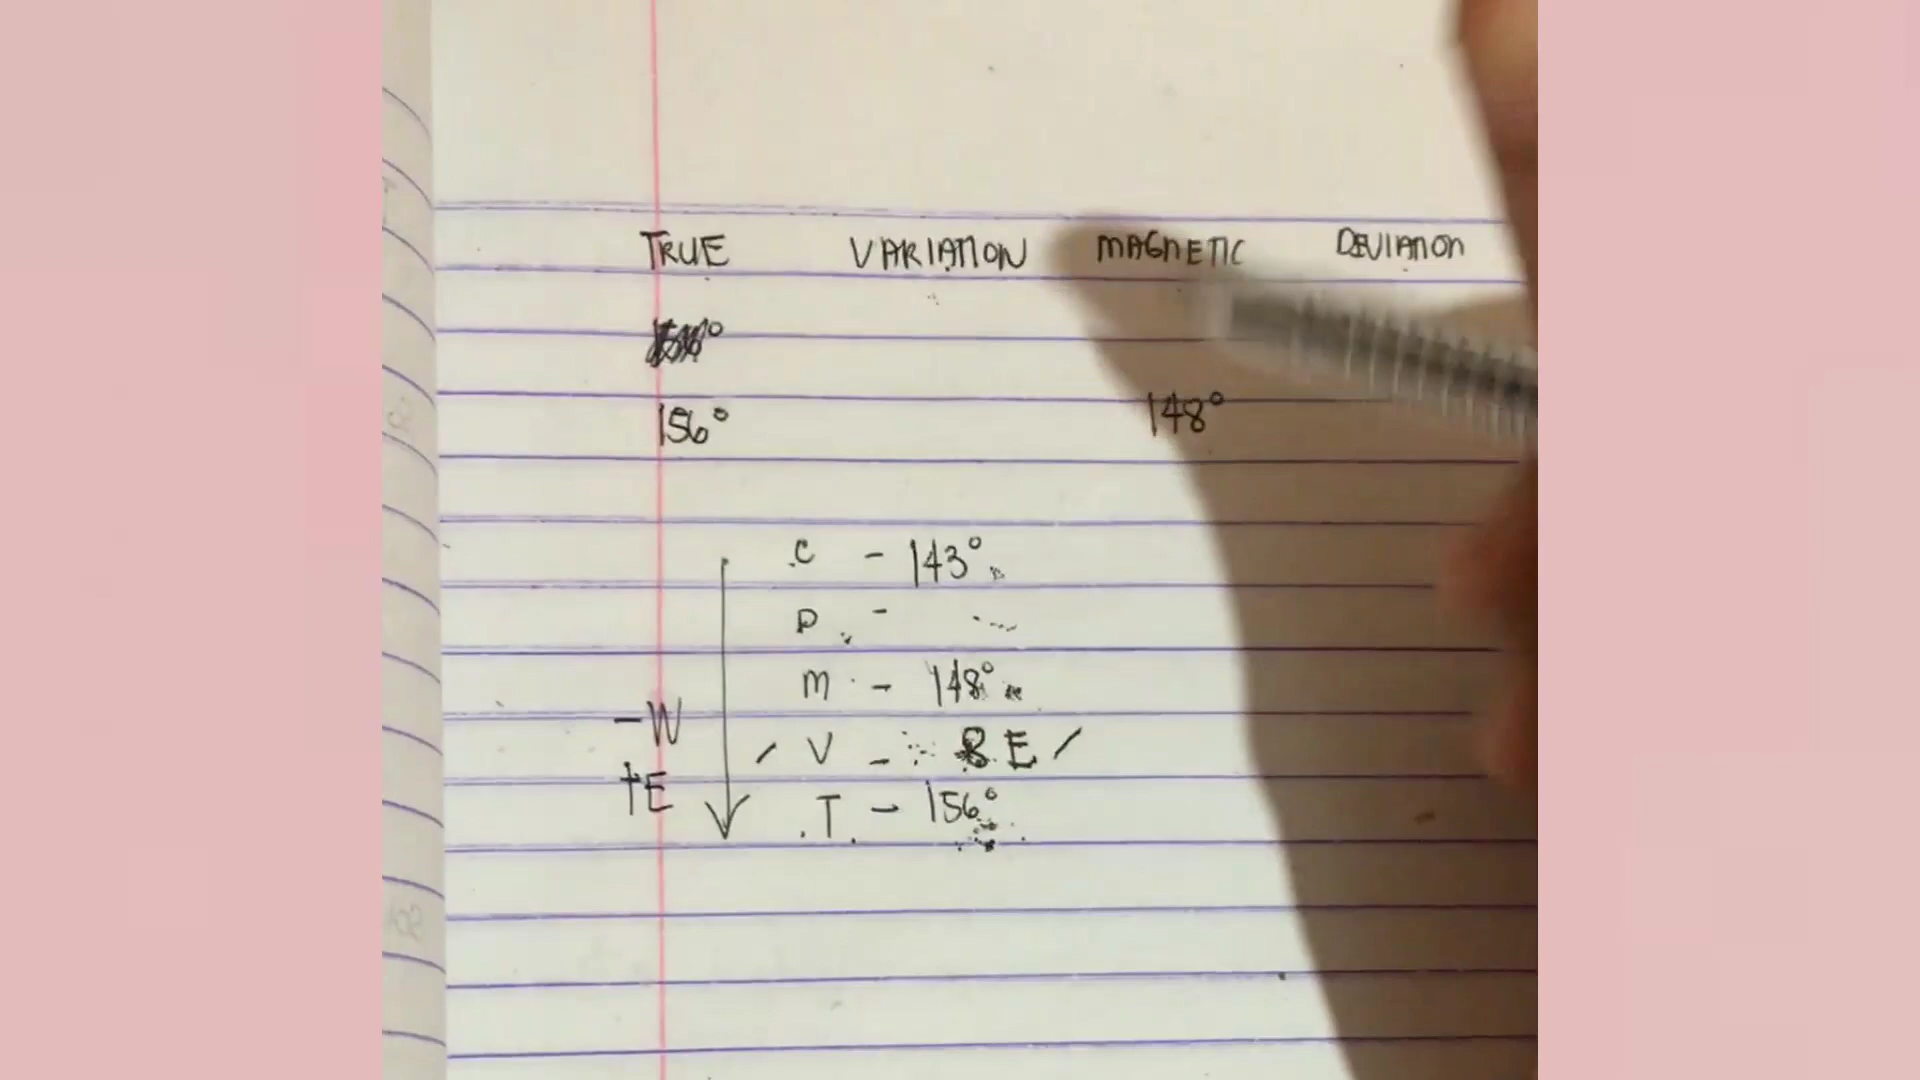 TRUE VARIATION MAGNETIC DEVIATION
156° 148°
C - 143°
D -
M - 148°
-W
V - 8 E
+E
T - 156°